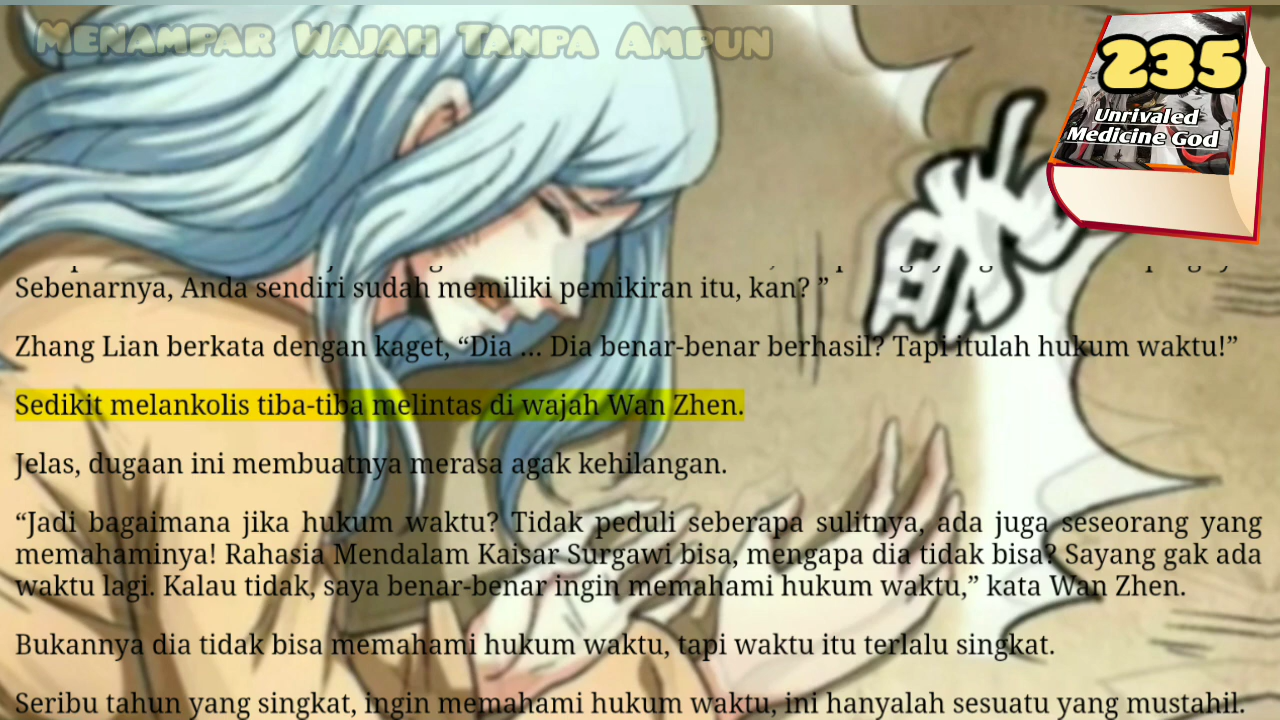 Menampar Wajah Tanpa Ampun
235
Unrivaled
Medicine God
Sebenarnya, Anda sendiri sudah memiliki pemikiran itu, kan? ”
Zhang Lian berkata dengan kaget, “Dia ... Dia benar-benar berhasil? Tapi itulah hukum waktu!”
Sedikit melankolis tiba-tiba melintas di wajah Wan Zhen.
Jelas, dugaan ini membuatnya merasa agak kehilangan.
“Jadi bagaimana jika hukum waktu? Tidak peduli seberapa sulitnya, ada juga seseorang yang
memahaminya! Rahasia Mendalam Kaisar Surgawi bisa, mengapa dia tidak bisa? Sayang gak ada
waktu lagi. Kalau tidak, saya benar-benar ingin memahami hukum waktu,” kata Wan Zhen.
Bukannya dia tidak bisa memahami hukum waktu, tapi waktu itu terlalu singkat.
Seribu tahun yang singkat, ingin memahami hukum waktu, ini hanyalah sesuatu yang mustahil.